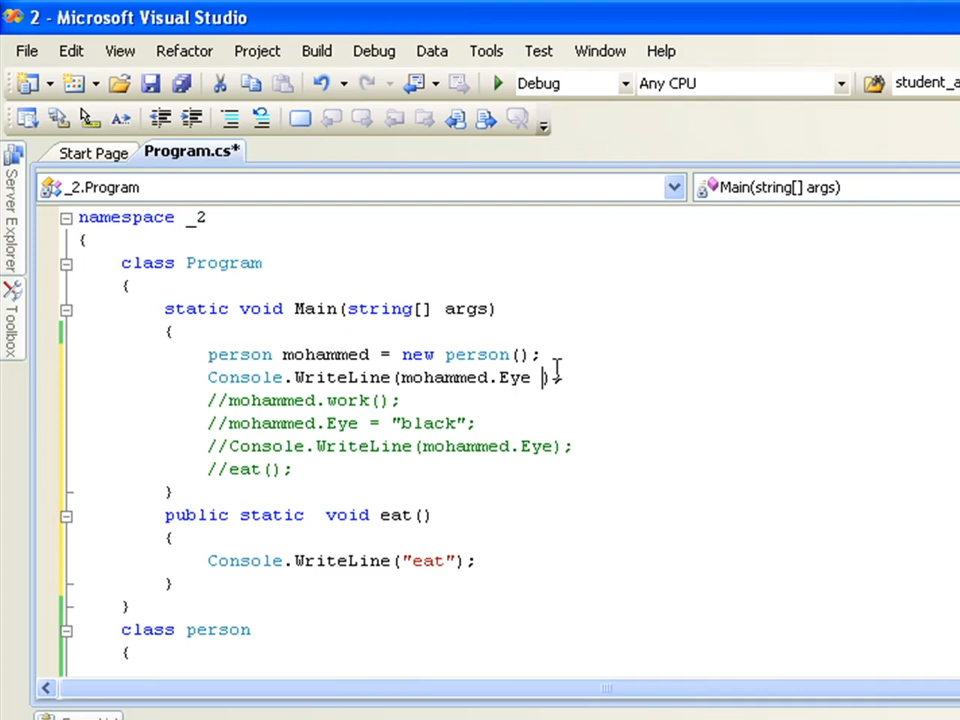 2 - Microsoft Visual Studio
File Edit View Refactor Project Build Debug Data Tools Test Window Help
Debug Any CPU student_a
Start Page Program.cs*
_2.Program Main(string[] args)
Server Explorer
Toolbox
namespace _2
{
class Program
{
static void Main(string[] args)
{
person mohammed = new person();
Console.WriteLine(mohammed.Eye );
//mohammed.work();
//mohammed.Eye = "black";
//Console.WriteLine(mohammed.Eye);
//eat();
}
public static  void eat()
{
Console.WriteLine("eat");
}
}
class person
{